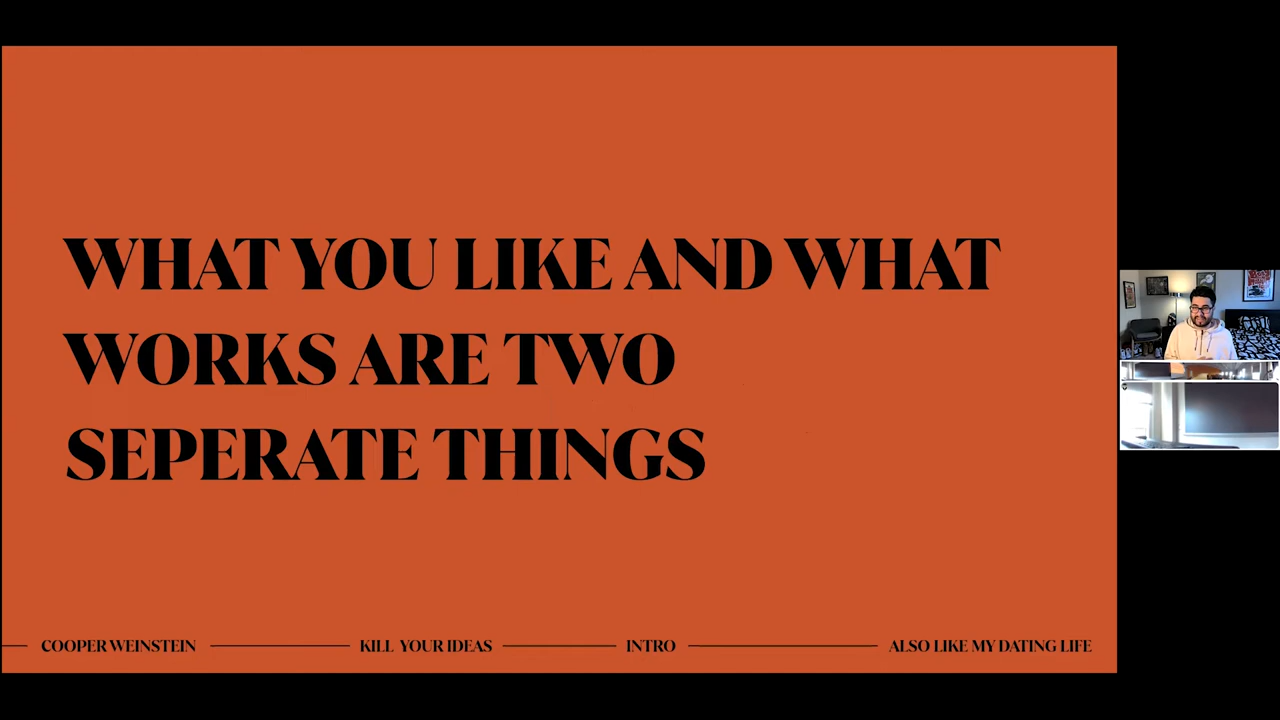 WHAT YOU LIKE AND WHAT
WORKS ARE TWO
SEPERATE THINGS
COOPER WEINSTEIN KILL YOUR IDEAS INTRO ALSO LIKE MY DATING LIFE